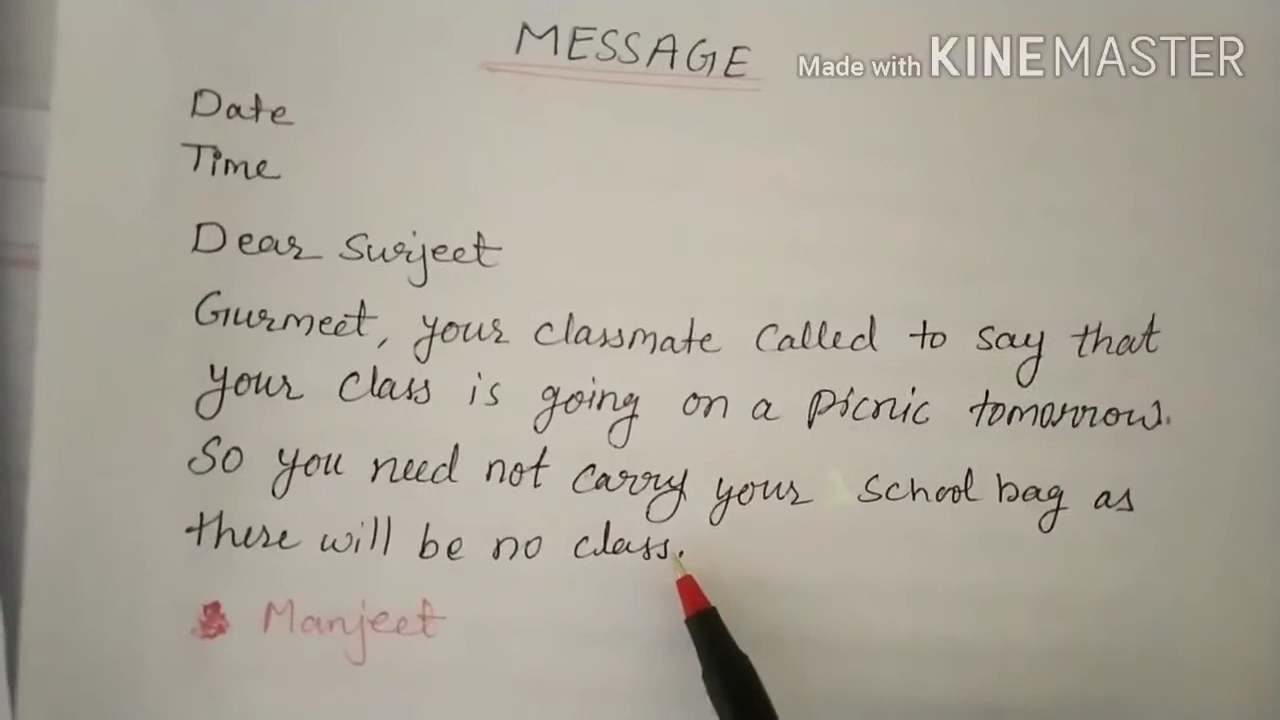 MESSAGE
Made with KINEMASTER
Date
Time
Dear Surjeet
Gurmeet, your classmate called to say that
your class is going on a picnic tomorrow.
So you need not carry your school bag as
there will be no class.
Manjeet